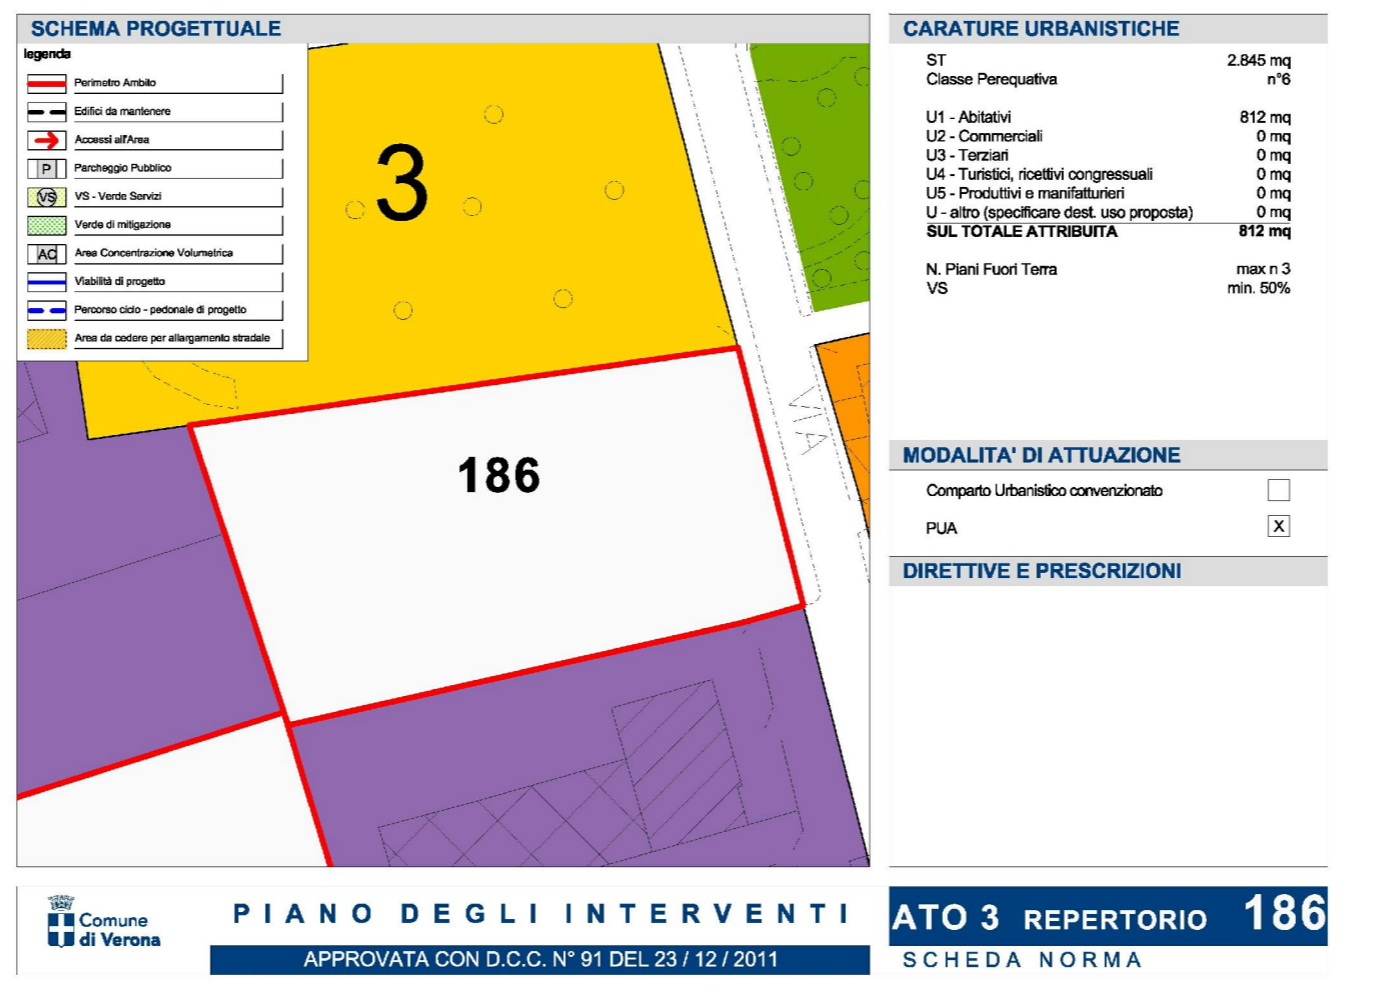 SCHEMA PROGETTUALE
legenda
Perimetro Ambito
Edifici da mantenere
Accessi all'Area
P Parcheggio Pubblico
VS VS - Verde Servizi
Verde di mitigazione
AC Area Concentrazione Volumetrica
Viabilità di progetto
Percorso ciclo - pedonale di progetto
Area da cedere per allargamento stradale
3
186
VIA
CARATURE URBANISTICHE
ST 2.845 mq
Classe Perequativa n°6
U1 - Abitativi 812 mq
U2 - Commerciali 0 mq
U3 - Terziari 0 mq
U4 - Turistici, ricettivi congressuali 0 mq
U5 - Produttivi e manifatturieri 0 mq
U - altro (specificare dest. uso proposta) 0 mq
SUL TOTALE ATTRIBUITA 812 mq
N. Piani Fuori Terra max n 3
VS min. 50%
MODALITA' DI ATTUAZIONE
Comparto Urbanistico convenzionato
PUA X
DIRETTIVE E PRESCRIZIONI
Comune
di Verona
PIANO DEGLI INTERVENTI
APPROVATA CON D.C.C. N° 91 DEL 23 / 12 / 2011
ATO 3 REPERTORIO 186
SCHEDA NORMA